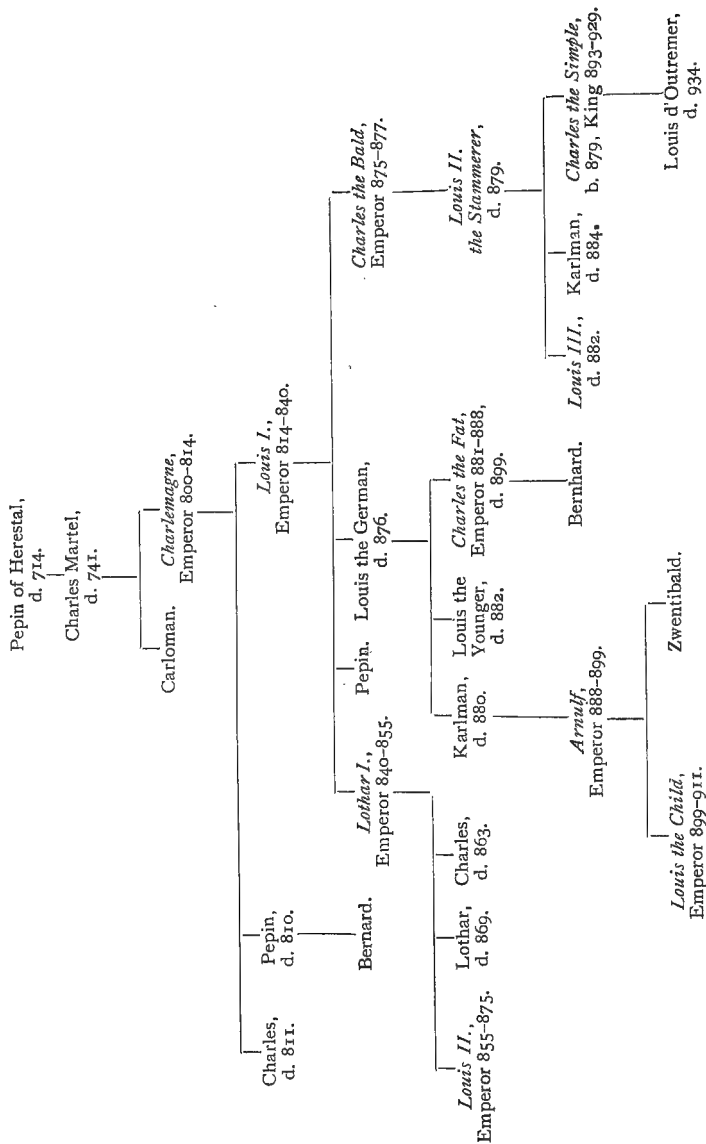 Pepin of Herestal,
d. 714.
Charles Martel,
d. 741.
Carloman.
Charlemagne,
Emperor 800–814.
Charles,
d. 811.
Pepin,
d. 810.
Louis I.,
Emperor 814–840.
Bernard.
Lothar I.,
Emperor 840–855.
Pepin.
Louis the German,
d. 876.
Charles the Bald,
Emperor 875–877.
Louis II.,
Emperor 855–875.
Lothar,
d. 869.
Charles,
d. 863.
Karlman,
d. 880.
Louis the
Younger,
d. 882.
Charles the Fat,
Emperor 881–888,
d. 899.
Louis II.
the Stammerer,
d. 879.
Arnulf,
Emperor 888–899.
Bernhard.
Louis III.,
d. 882.
Karlman,
d. 884.
Charles the Simple,
b. 879, King 893–929.
Louis the Child,
Emperor 899–911.
Zwentibald.
Louis d'Outremer,
d. 934.